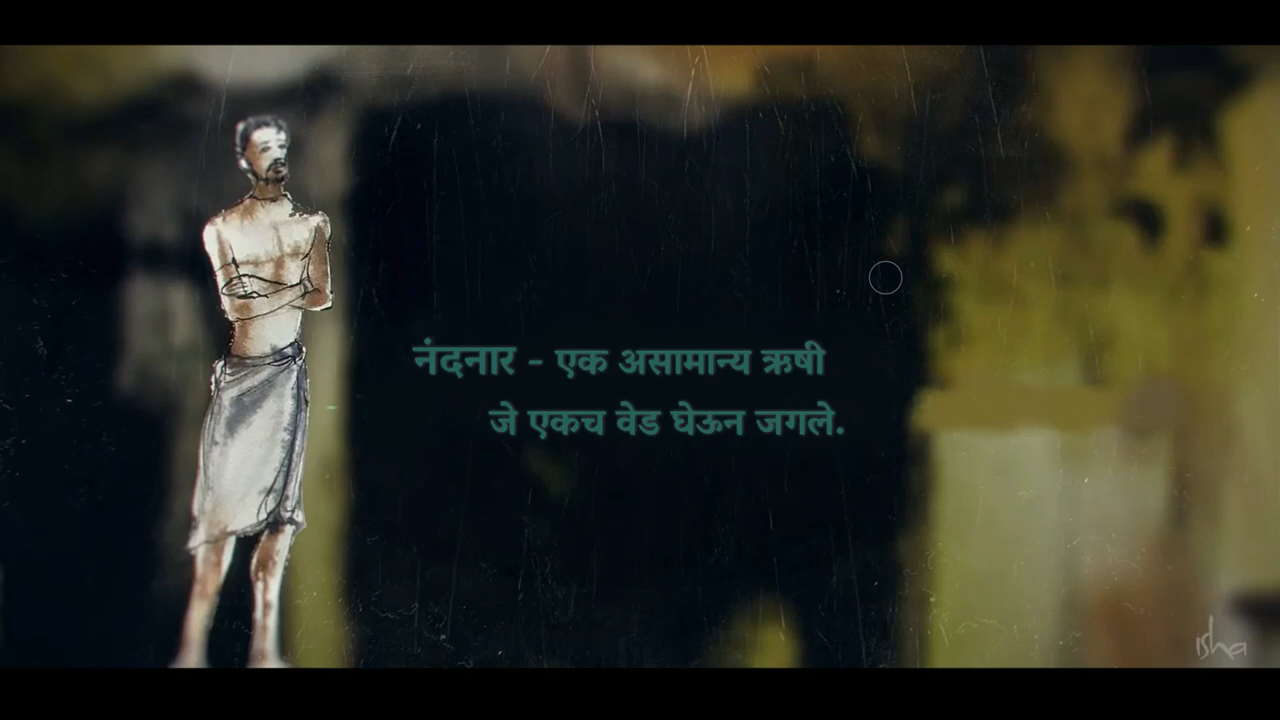 नंदनार - एक असामान्य ऋषी
जे एकच वेड घेऊन जगले.
isha